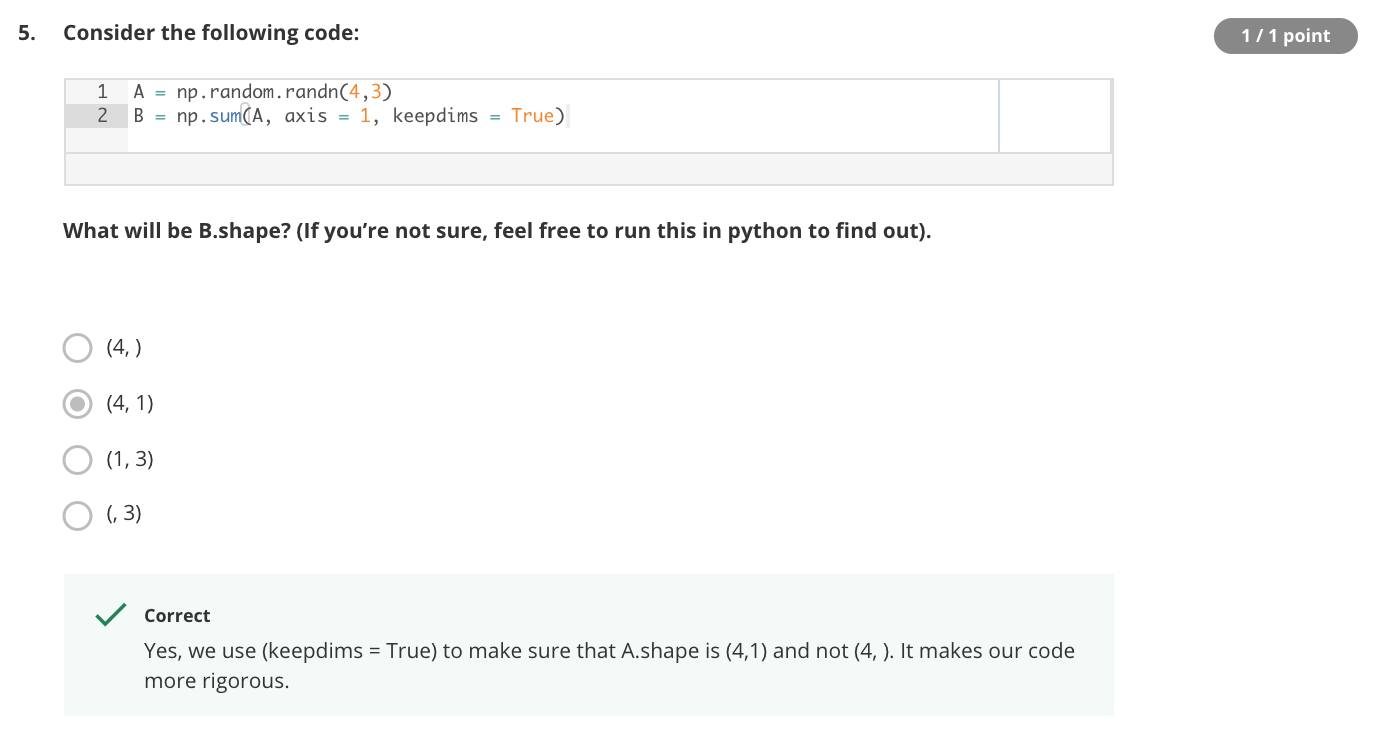 5. Consider the following code:
1 / 1 point
1 A = np.random.randn(4,3)
2 B = np.sum(A, axis = 1, keepdims = True)
What will be B.shape? (If you’re not sure, feel free to run this in python to find out).
(4, )
(4, 1)
(1, 3)
(, 3)
Correct
Yes, we use (keepdims = True) to make sure that A.shape is (4,1) and not (4, ). It makes our code
more rigorous.